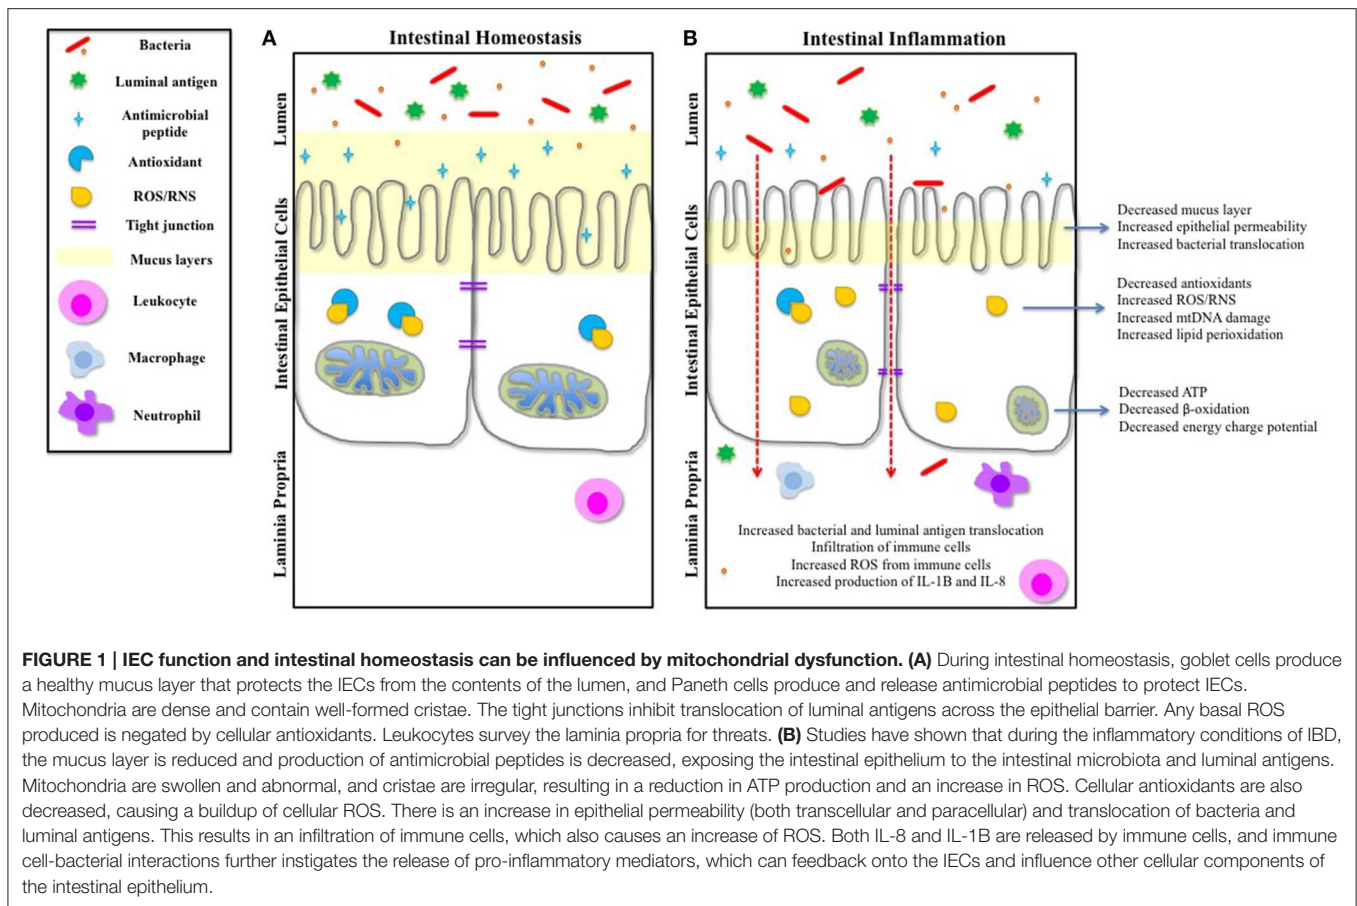 Bacteria
Luminal antigen
Antimicrobial
peptide
Antioxidant
ROS/RNS
Tight junction
Mucus layers
Leukocyte
Macrophage
Neutrophil
A
Intestinal Homeostasis
Lumen
Intestinal Epithelial Cells
Laminia Propria
B
Intestinal Inflammation
Lumen
Intestinal Epithelial Cells
Laminia Propria
Decreased mucus layer
Increased epithelial permeability
Increased bacterial translocation
Decreased antioxidants
Increased ROS/RNS
Increased mtDNA damage
Increased lipid perioxidation
Decreased ATP
Decreased β-oxidation
Decreased energy charge potential
Increased bacterial and luminal antigen translocation
Infiltration of immune cells
Increased ROS from immune cells
Increased production of IL-1B and IL-8
FIGURE 1 | IEC function and intestinal homeostasis can be influenced by mitochondrial dysfunction. (A) During intestinal homeostasis, goblet cells produce
a healthy mucus layer that protects the IECs from the contents of the lumen, and Paneth cells produce and release antimicrobial peptides to protect IECs.
Mitochondria are dense and contain well-formed cristae. The tight junctions inhibit translocation of luminal antigens across the epithelial barrier. Any basal ROS
produced is negated by cellular antioxidants. Leukocytes survey the laminia propria for threats. (B) Studies have shown that during the inflammatory conditions of IBD,
the mucus layer is reduced and production of antimicrobial peptides is decreased, exposing the intestinal epithelium to the intestinal microbiota and luminal antigens.
Mitochondria are swollen and abnormal, and cristae are irregular, resulting in a reduction in ATP production and an increase in ROS. Cellular antioxidants are also
decreased, causing a buildup of cellular ROS. There is an increase in epithelial permeability (both transcellular and paracellular) and translocation of bacteria and
luminal antigens. This results in an infiltration of immune cells, which also causes an increase of ROS. Both IL-8 and IL-1B are released by immune cells, and immune
cell-bacterial interactions further instigates the release of pro-inflammatory mediators, which can feedback onto the IECs and influence other cellular components of
the intestinal epithelium.